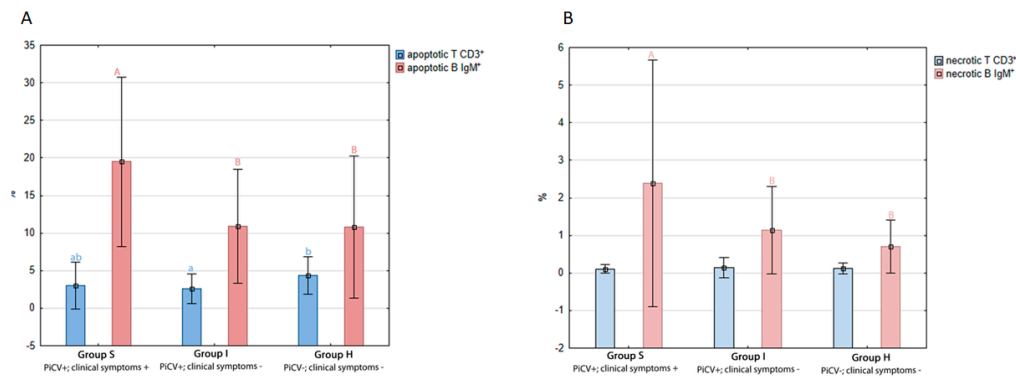 A
35
30
25
20
15
10
5
0
-5
A
B
B
ab
a
b
Group S
PiCV+; clinical symptoms +
Group I
PiCV+; clinical symptoms -
Group H
PiCV-; clinical symptoms -
apoptotic T CD3+
apoptotic B IgM+
B
%
6
5
4
3
2
1
0
-1
-2
A
B
B
Group S
PiCV+; clinical symptoms +
Group I
PiCV+; clinical symptoms -
Group H
PiCV-; clinical symptoms -
necrotic T CD3+
necrotic B IgM+